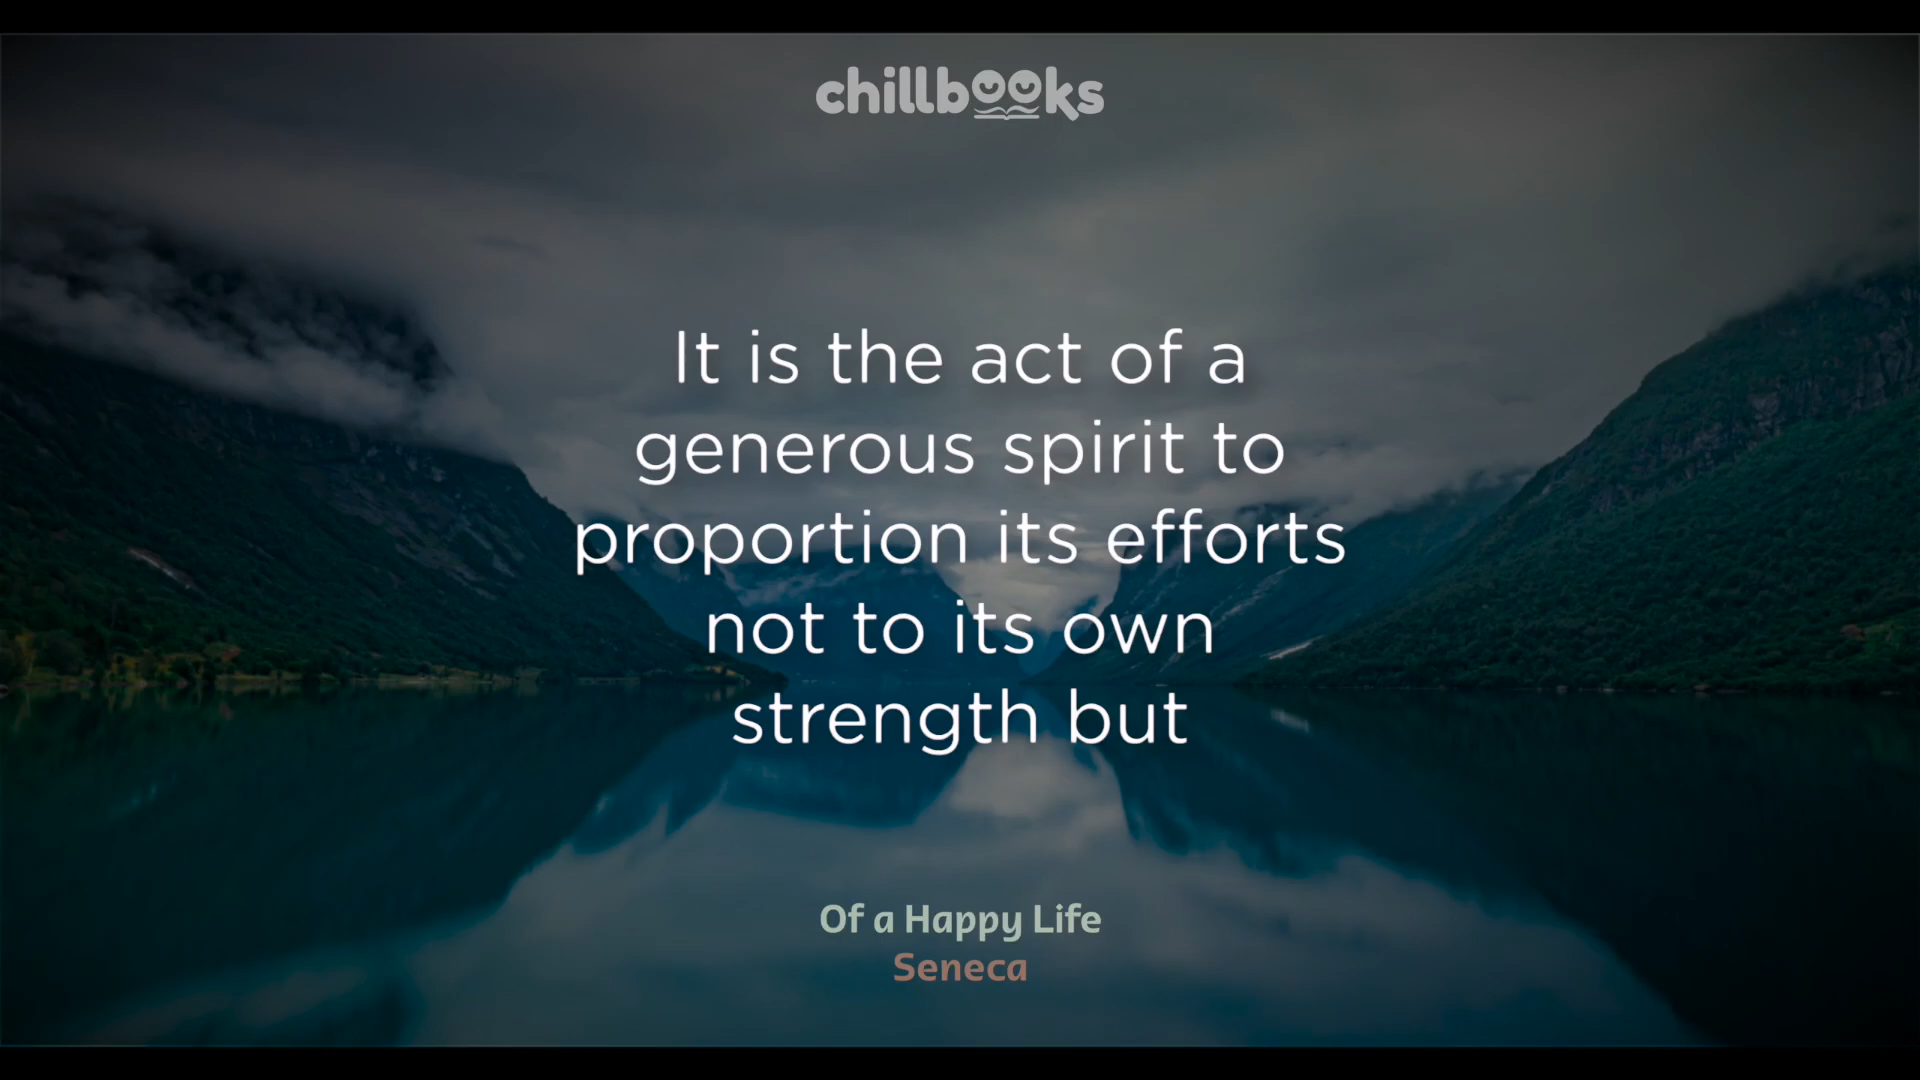 chillbooks
It is the act of a
generous spirit to
proportion its efforts
not to its own
strength but
Of a Happy Life
Seneca